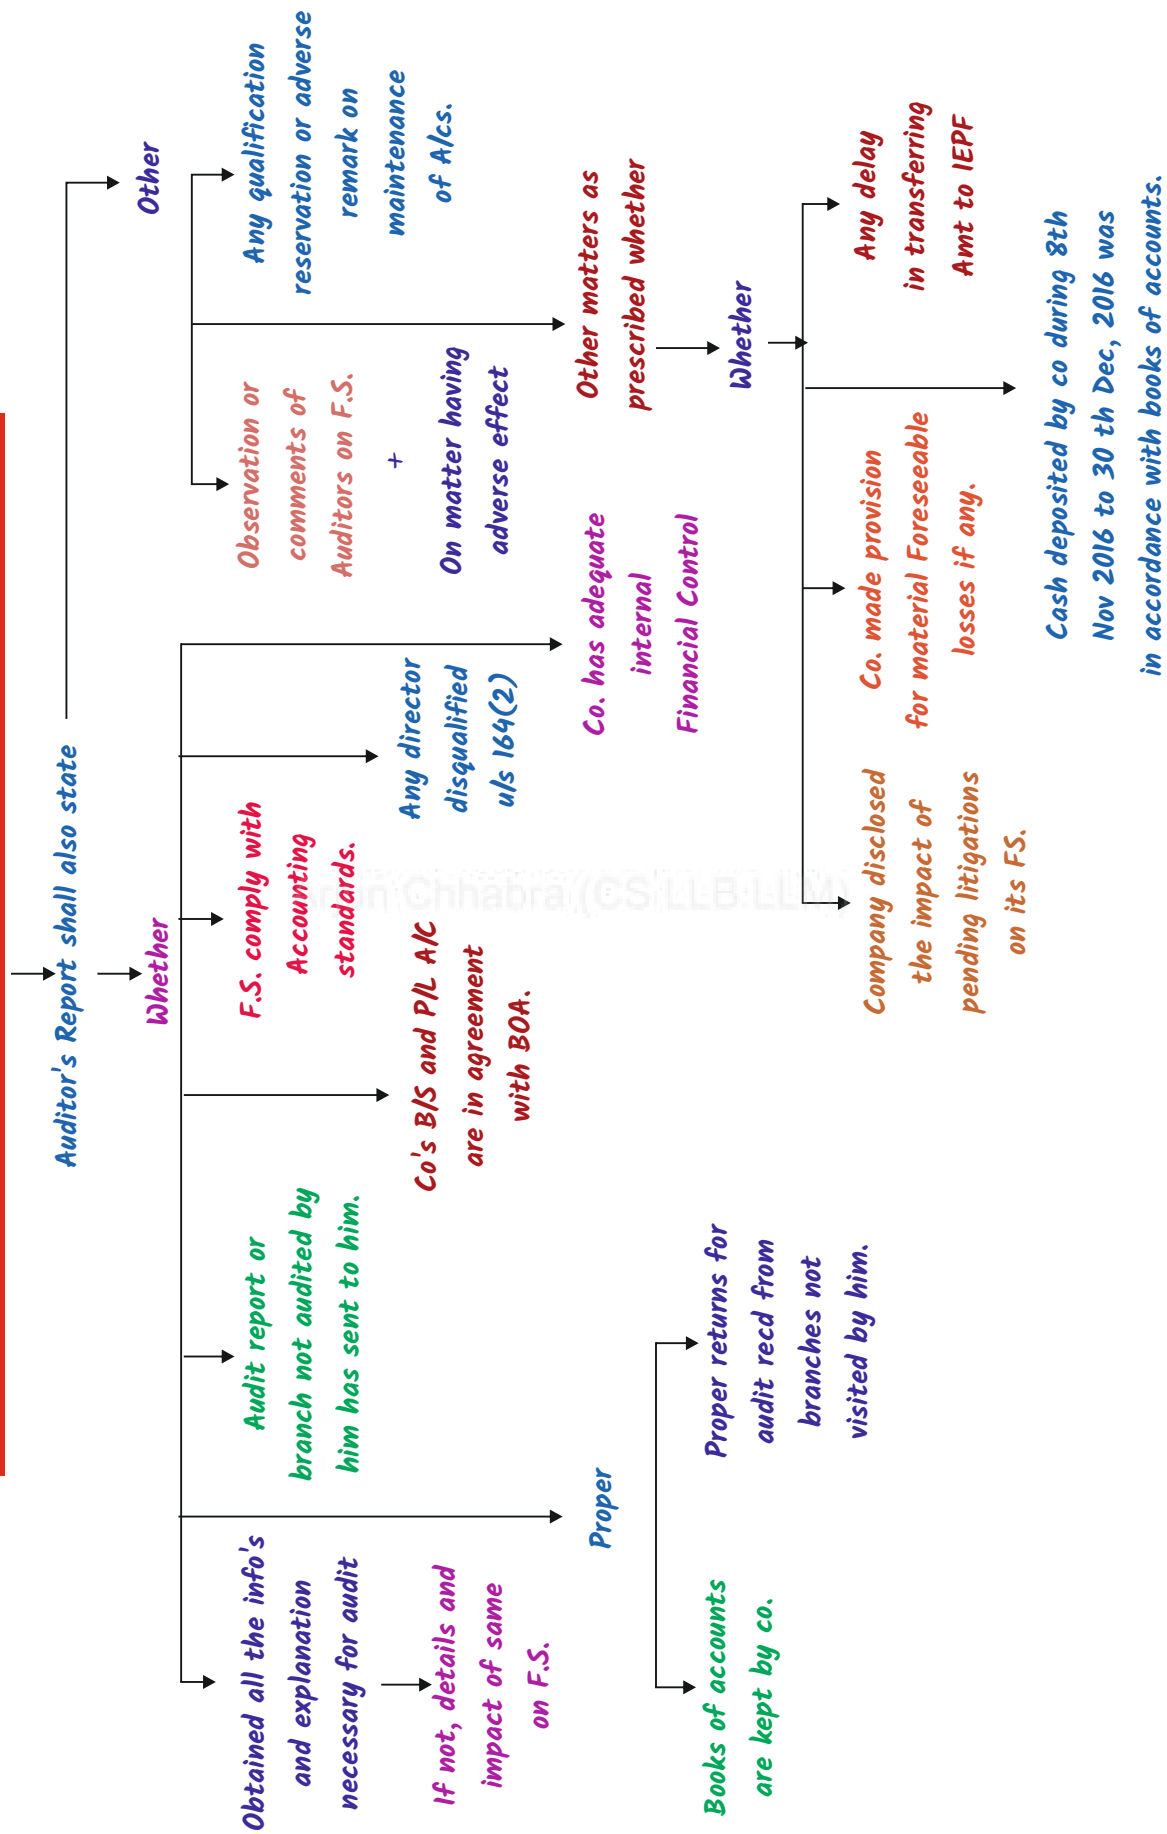 Auditor's Report shall also state
Whether
Obtained all the info's
and explanation
necessary for audit
If not, details and
impact of same
on F.S.
Proper
Books of accounts
are kept by co.
Proper returns for
audit recd from
branches not
visited by him.
Audit report or
branch not audited by
him has sent to him.
Co's B/S and P/L A/C
are in agreement
with BOA.
F.S. comply with
Accounting
standards.
Any director
disqualified
u/s 164(2)
Co. has adequate
internal
Financial Control
Other
Observation or
comments of
Auditors on F.S.
+
On matter having
adverse effect
Other matters as
prescribed whether
Whether
Company disclosed
the impact of
pending litigations
on its FS.
Co. made provision
for material Foreseeable
losses if any.
Cash deposited by co during 8th
Nov 2016 to 30 th Dec, 2016 was
in accordance with books of accounts.
Any delay
in transferring
Amt to IEPF
Any qualification
reservation or adverse
remark on
maintenance
of A/cs.
Arjun Chhabra (CS LLB LLM)